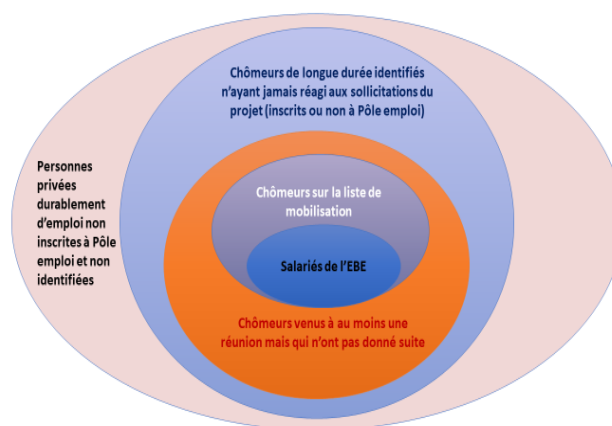 Chômeurs de longue durée identifiés
n'ayant jamais réagi aux sollicitations du
projet (inscrits ou non à Pôle emploi)
Personnes
privées
durablement
d'emploi non
inscrites à Pôle
emploi et non
identifiées
Chômeurs sur la liste de
mobilisation
Salariés de l'EBE
Chômeurs venus à au moins une
réunion mais qui n'ont pas donné suite